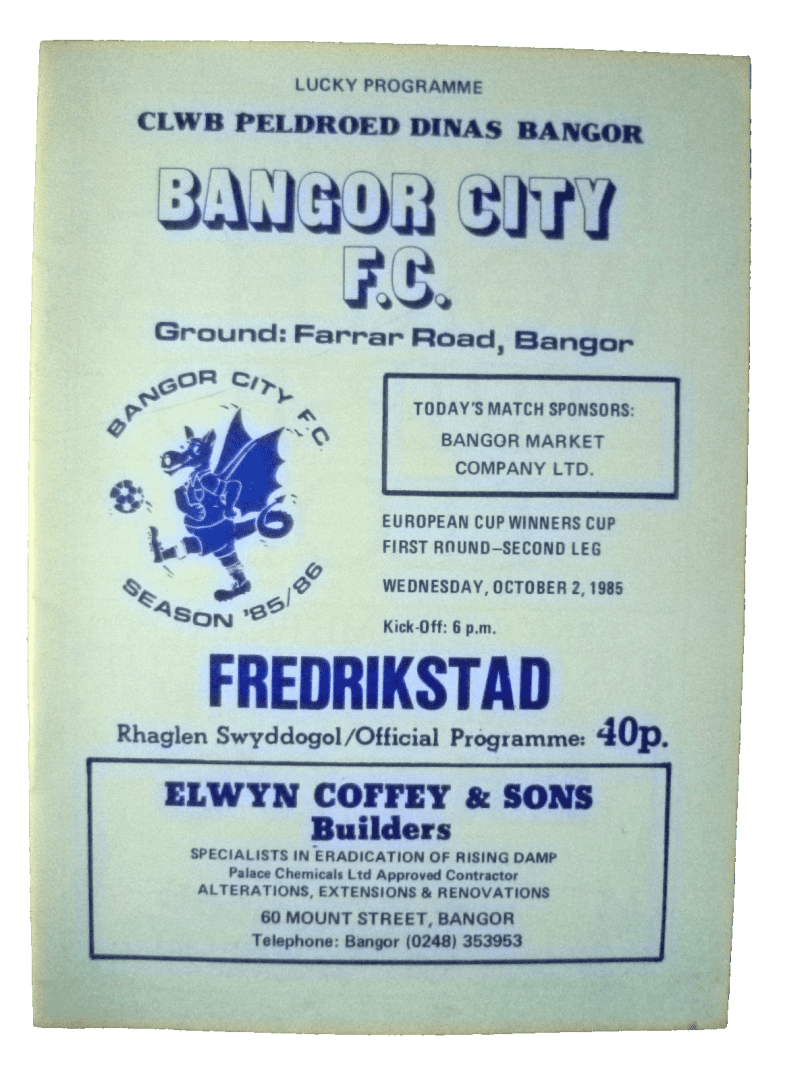 LUCKY PROGRAMME
CLWB PELDROED DINAS BANGOR
BANGOR CITY
F.C.
Ground: Farrar Road, Bangor
BANGOR CITY F.C.
SEASON '85/86
TODAY'S MATCH SPONSORS:
BANGOR MARKET
COMPANY LTD.
EUROPEAN CUP WINNERS CUP
FIRST ROUND–SECOND LEG
WEDNESDAY, OCTOBER 2, 1985
Kick-Off: 6 p.m.
FREDRIKSTAD
Rhaglen Swyddogol/Official Programme: 40p.
ELWYN COFFEY & SONS
Builders
SPECIALISTS IN ERADICATION OF RISING DAMP
Palace Chemicals Ltd Approved Contractor
ALTERATIONS, EXTENSIONS & RENOVATIONS
60 MOUNT STREET, BANGOR
Telephone: Bangor (0248) 353953